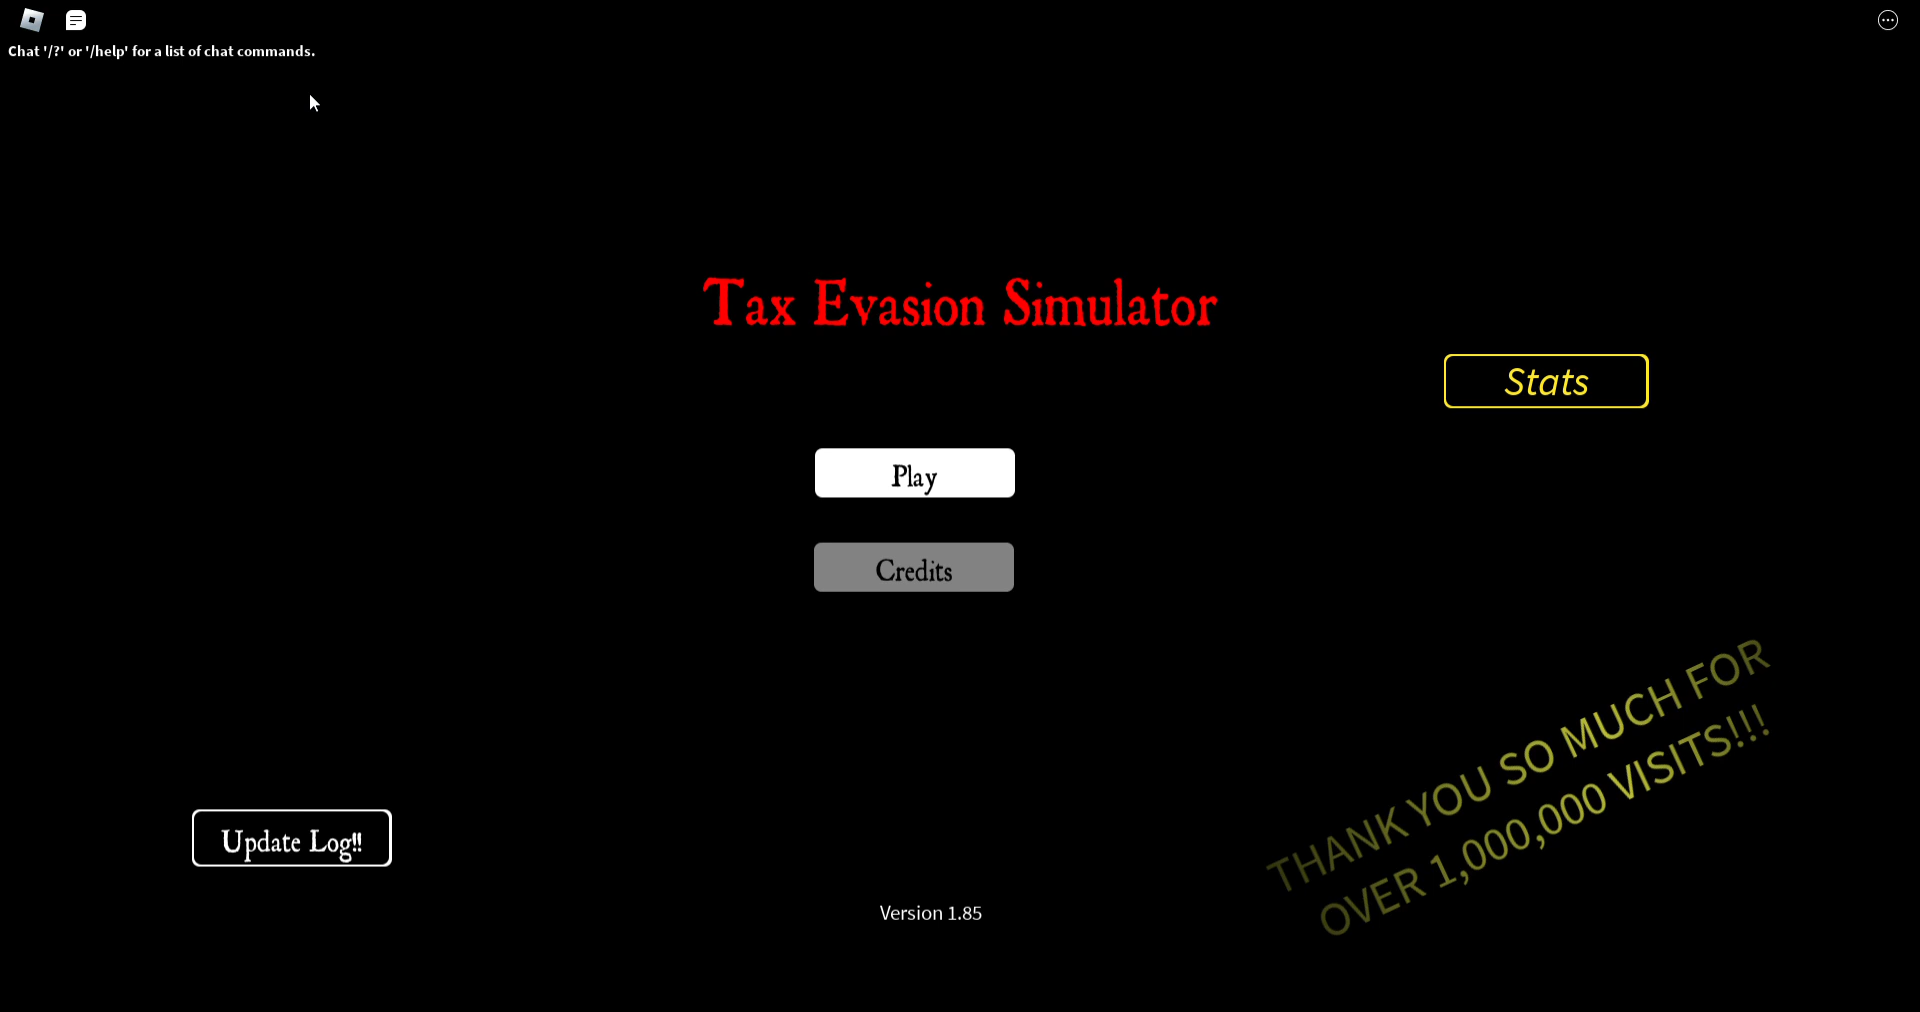 Chat '/?' or '/help' for a list of chat commands.
Tax Evasion Simulator
Stats
Play
Credits
THANK YOU SO MUCH FOR
OVER 1,000,000 VISITS!!!
Update Log!!
Version 1.85